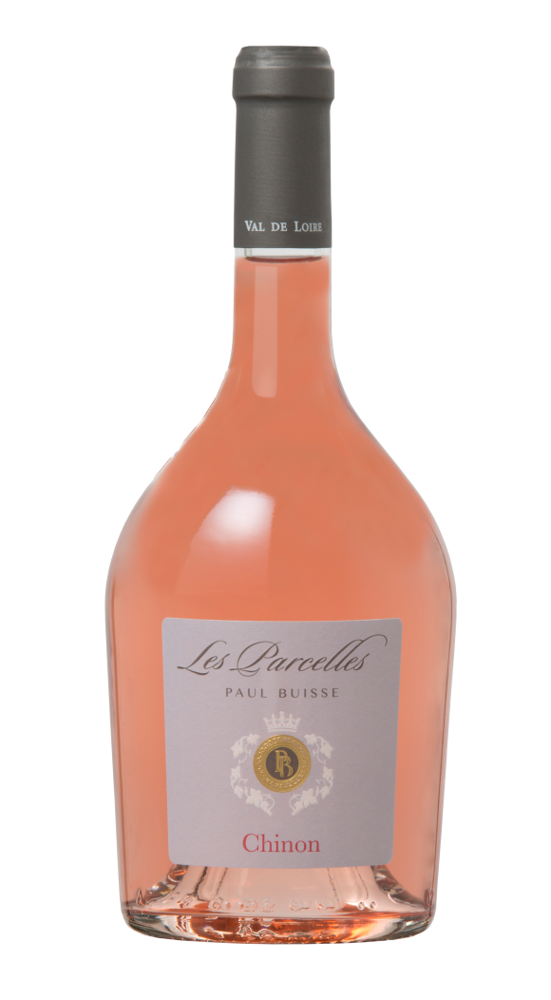 VAL DE LOIRE
Les Parcelles
PAUL BUISSE
PB
Chinon